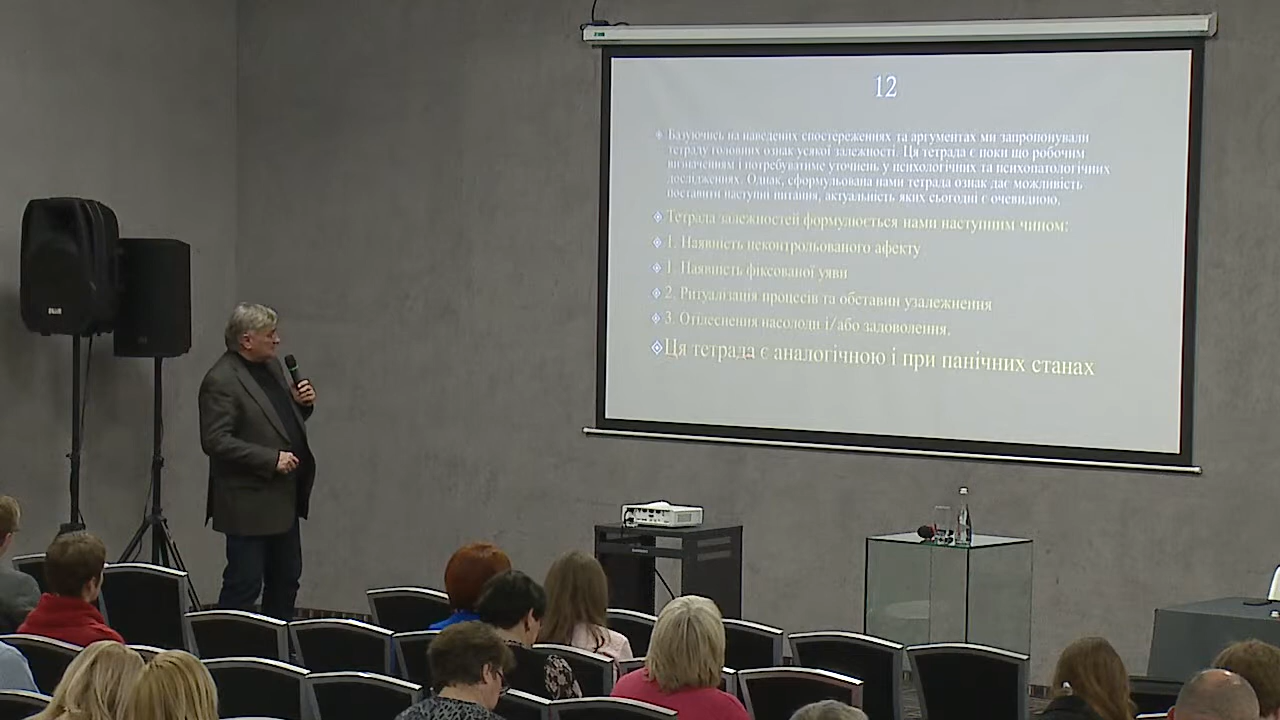 12
Базуючись на наведених спостереженнях та аргументах ми запропонували
тетраду головних ознак усякої залежності. Ця тетрада є поки що робочим
визначенням і потребуватиме уточнень у психологічних та психопатологічних
дослідженнях. Однак, сформульована нами тетрада ознак дає можливість
поставити наступні питання, актуальність яких сьогодні є очевидною.
Тетрада залежностей формулюється нами наступним чином:
1. Наявність неконтрольованого афекту
1. Наявність фіксованої уяви
2. Ритуалізація процесів та обставин узалежнення
3. Отілеснення насолоди і/або задоволення.
Ця тетрада є аналогічною і при панічних станах